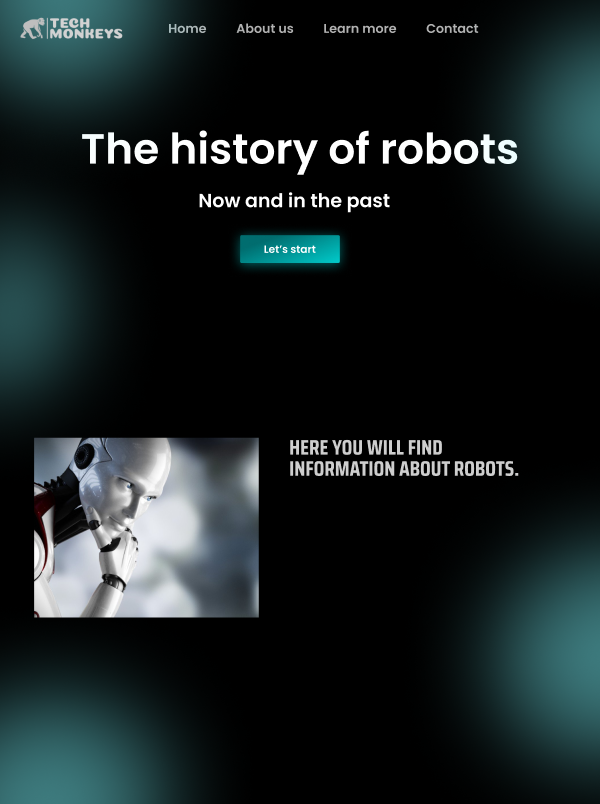 TECH
MONKEYS
Home About us Learn more Contact
The history of robots
Now and in the past
Let's start
HERE YOU WILL FIND
INFORMATION ABOUT ROBOTS.